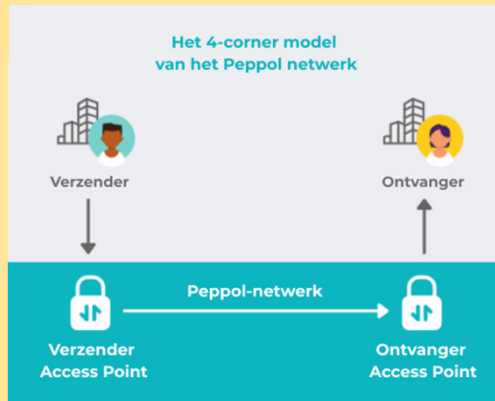 Het 4-corner model
van het Peppol netwerk
Verzender
Ontvanger
Peppol-netwerk
Verzender
Access Point
Ontvanger
Access Point